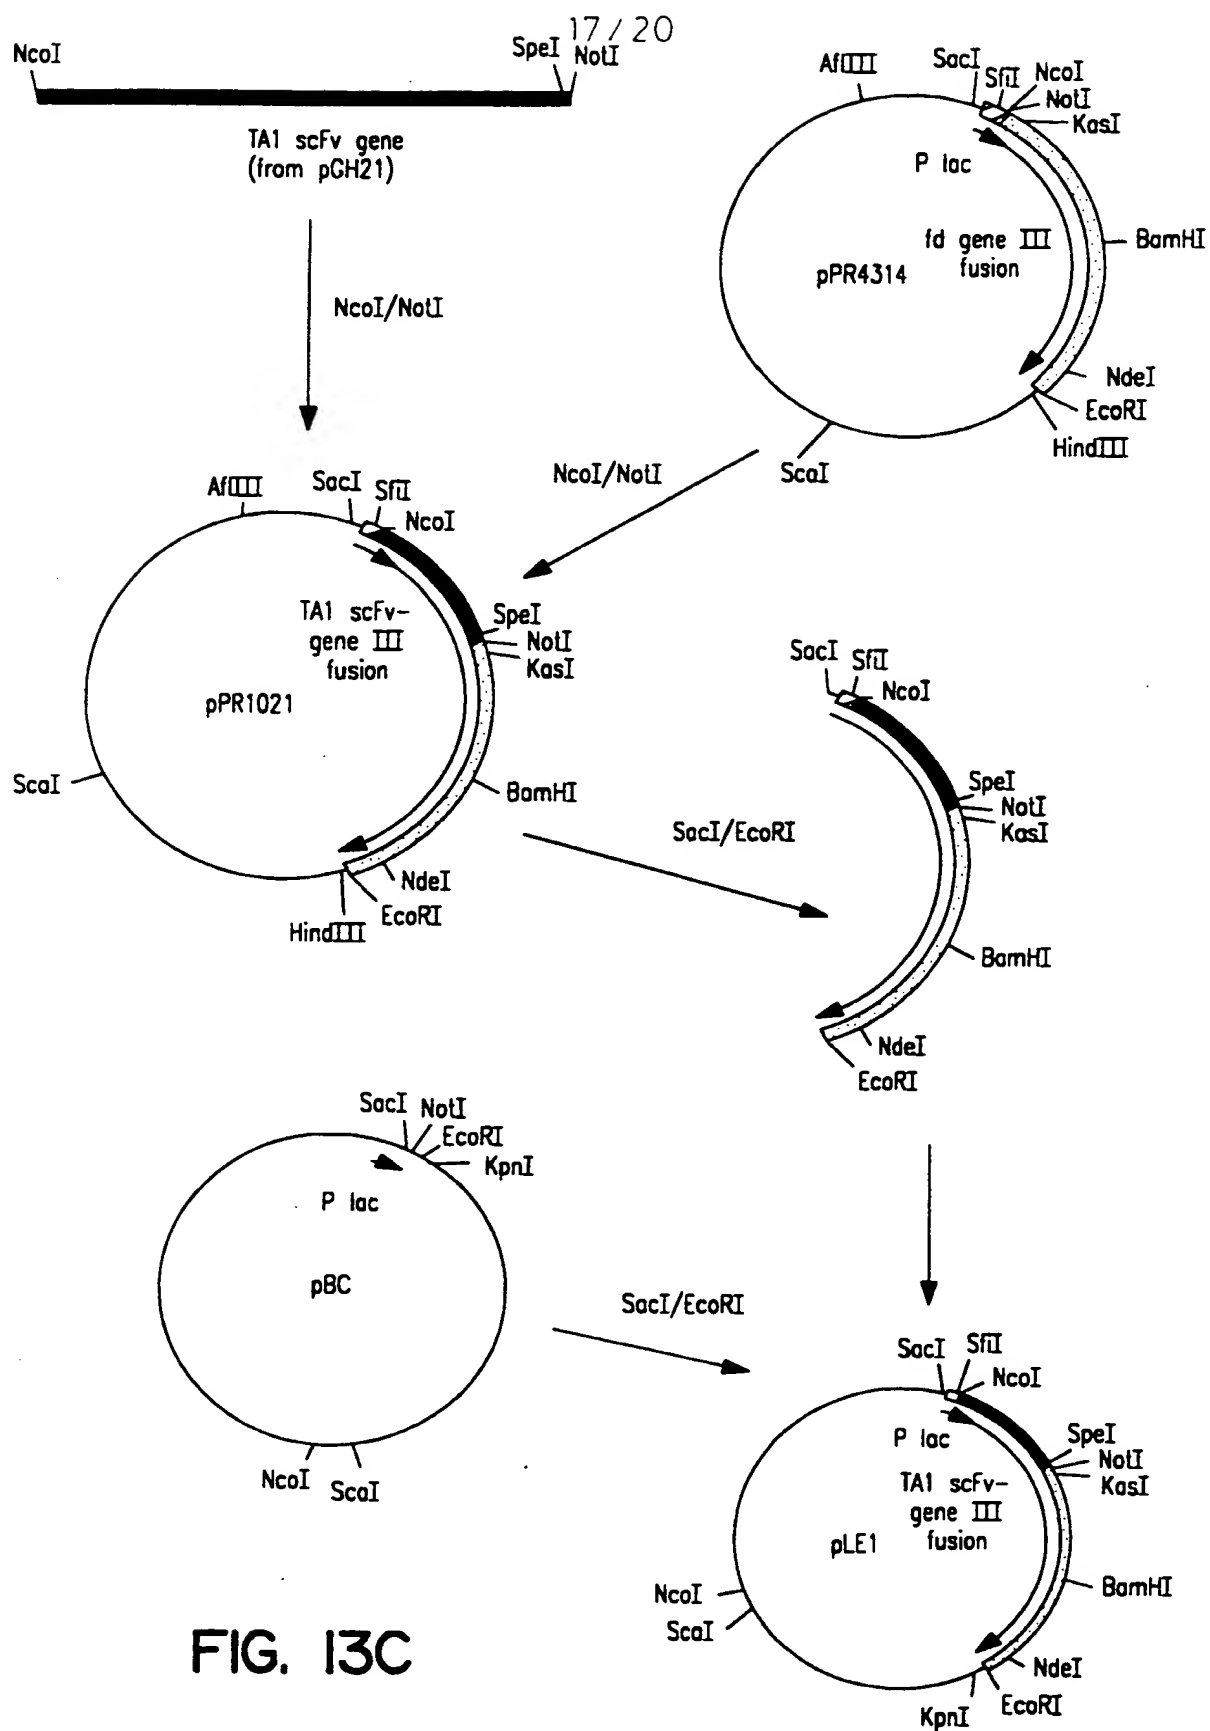 17/20
NcoI
SpeI
NotI
TA1 scFv gene
(from pGH21)
NcoI/NotI
AflIII
SacI
SfiI
NcoI
NotI
KasI
P lac
fd gene III
fusion
pPR4314
BamHI
NdeI
EcoRI
HindIII
ScaI
NcoI/NotI
AflIII
SacI
SfiI
NcoI
TA1 scFv-
gene III
fusion
pPR1021
SpeI
NotI
KasI
ScaI
BamHI
NdeI
EcoRI
HindIII
SacI/EcoRI
SacI
SfiI
NcoI
SpeI
NotI
KasI
BamHI
NdeI
EcoRI
SacI
NotI
EcoRI
KpnI
P lac
pBC
NcoI
ScaI
SacI/EcoRI
SacI
SfiI
NcoI
P lac
SpeI
NotI
KasI
TA1 scFv-
gene III
fusion
pLE1
NcoI
ScaI
BamHI
NdeI
EcoRI
KpnI
FIG. 13C